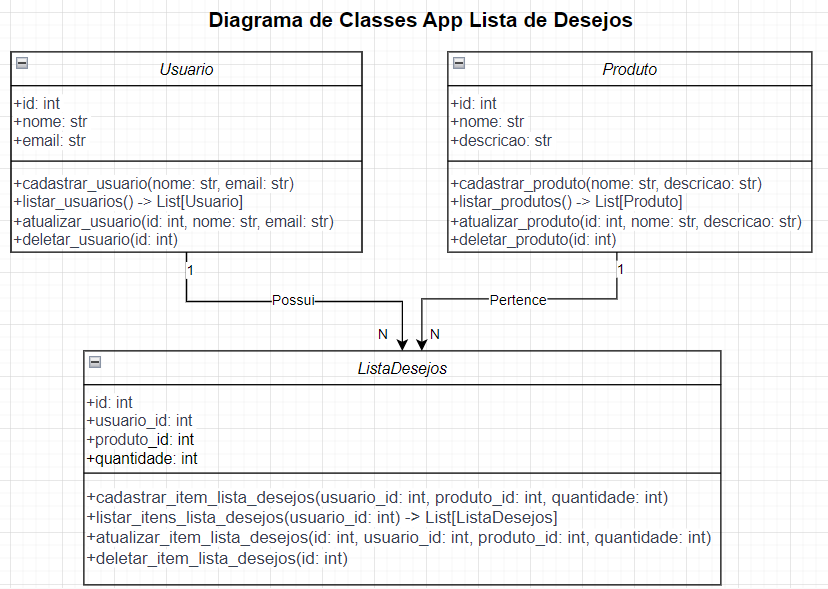 Diagrama de Classes App Lista de Desejos
Usuario
+id: int
+nome: str
+email: str
+cadastrar_usuario(nome: str, email: str)
+listar_usuarios() -> List[Usuario]
+atualizar_usuario(id: int, nome: str, email: str)
+deletar_usuario(id: int)
Produto
+id: int
+nome: str
+descricao: str
+cadastrar_produto(nome: str, descricao: str)
+listar_produtos() -> List[Produto]
+atualizar_produto(id: int, nome: str, descricao: str)
+deletar_produto(id: int)
1
1
Possui
Pertence
N
N
ListaDesejos
+id: int
+usuario_id: int
+produto_id: int
+quantidade: int
+cadastrar_item_lista_desejos(usuario_id: int, produto_id: int, quantidade: int)
+listar_itens_lista_desejos(usuario_id: int) -> List[ListaDesejos]
+atualizar_item_lista_desejos(id: int, usuario_id: int, produto_id: int, quantidade: int)
+deletar_item_lista_desejos(id: int)